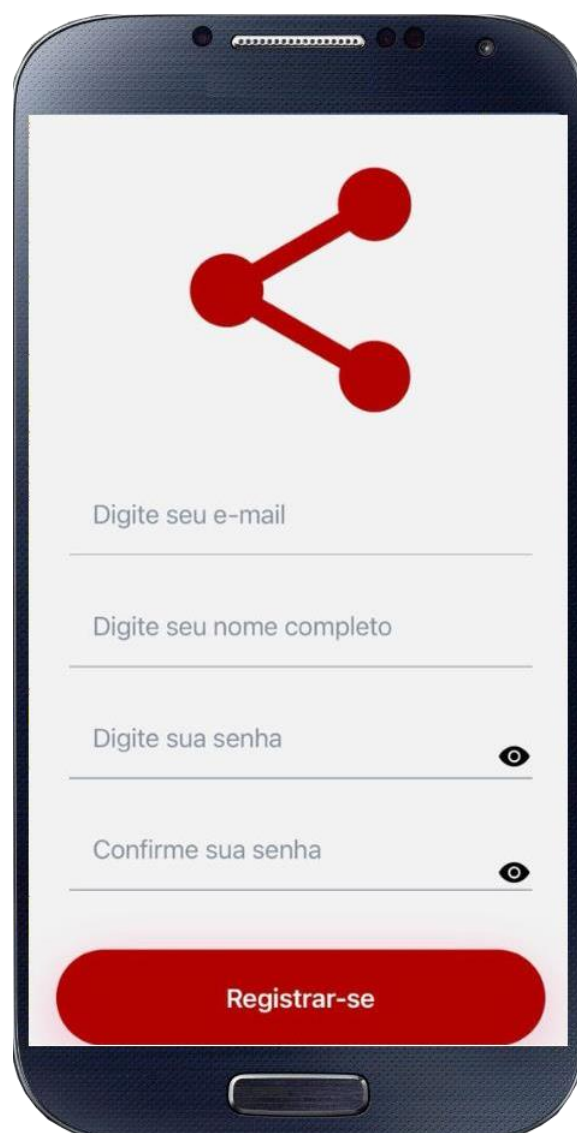 Digite seu e-mail
Digite seu nome completo
Digite sua senha
Confirme sua senha
Registrar-se